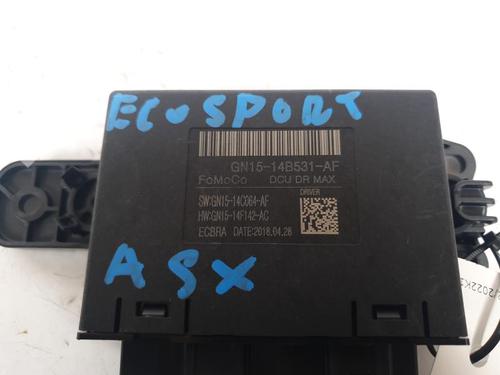 ECOSPORT
GN15-14B531-AF
FoMoCo DCU DR MAX
SW:GN15-14C064-AF DRIVER
HW:GN15-14F142-AC
ECBRA DATE:2018.04.28
ASX